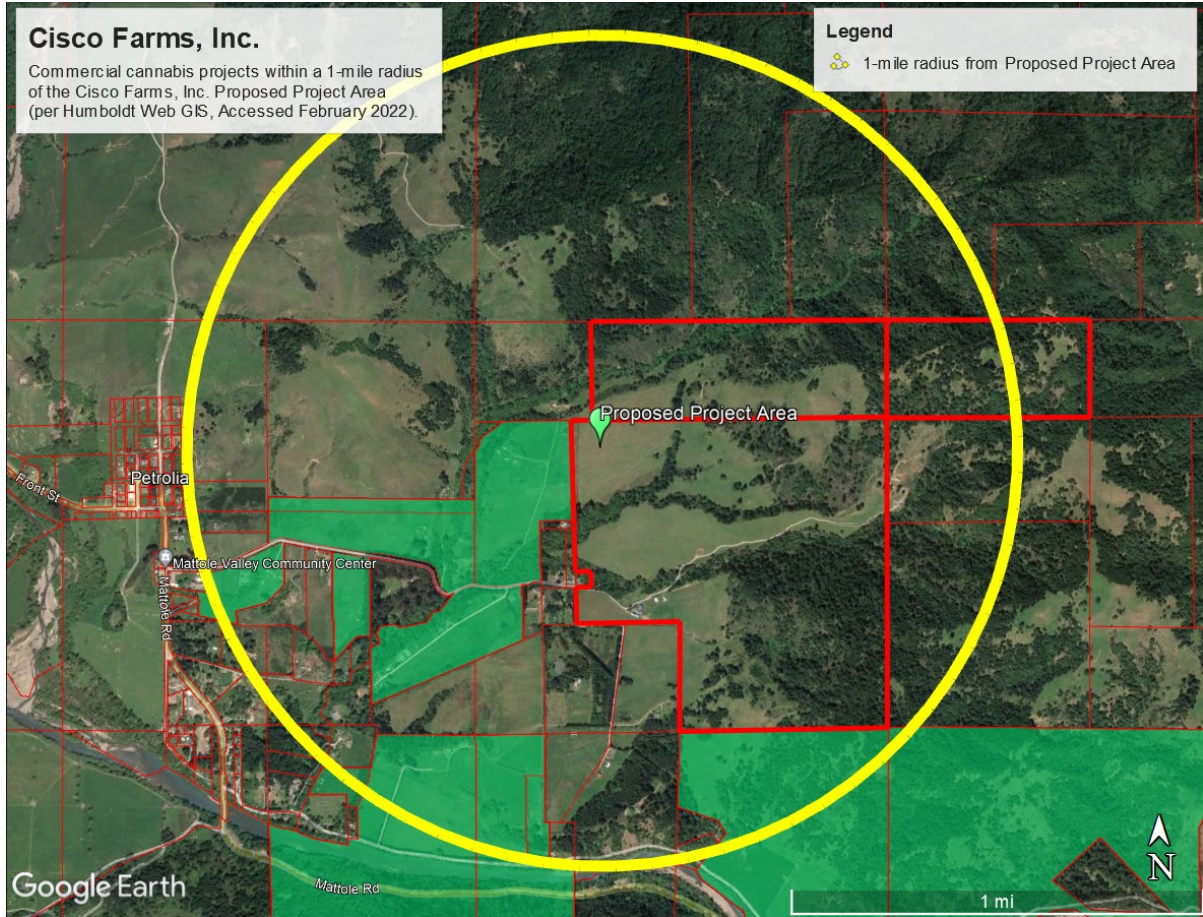 Cisco Farms, Inc.
Commercial cannabis projects within a 1-mile radius
of the Cisco Farms, Inc. Proposed Project Area
(per Humboldt Web GIS, Accessed February 2022).
Legend
1-mile radius from Proposed Project Area
Proposed Project Area
Petrolia
Front St
Mattole Valley Community Center
Mattole Rd
Mattole Rd
N
1 mi
Google Earth